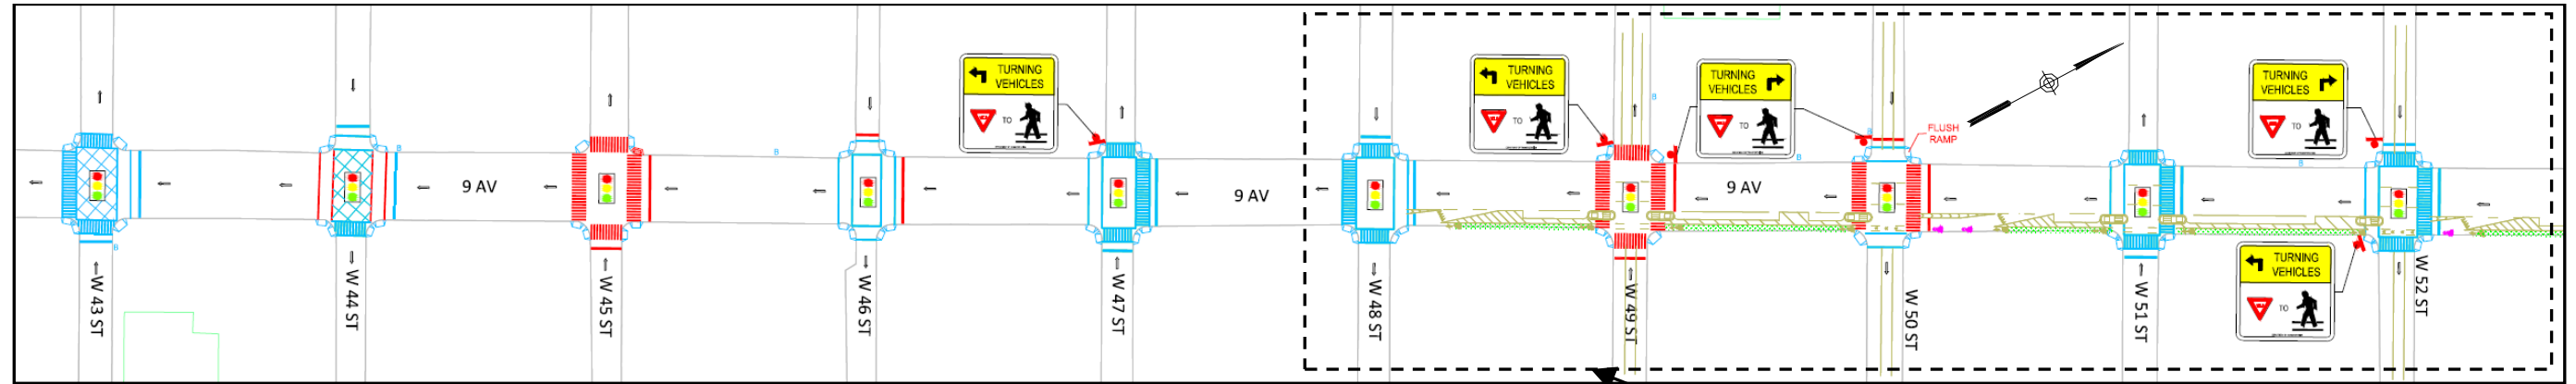 TURNING
VEHICLES
TO
TURNING
VEHICLES
TO
TURNING
VEHICLES
TO
TURNING
VEHICLES
TO
FLUSH
RAMP
B
B
B
B
B
B
B
9 AV
9 AV
9 AV
TURNING
VEHICLES
TO
W 43 ST
W 44 ST
W 45 ST
W 46 ST
W 47 ST
W 48 ST
W 49 ST
W 50 ST
W 51 ST
W 52 ST